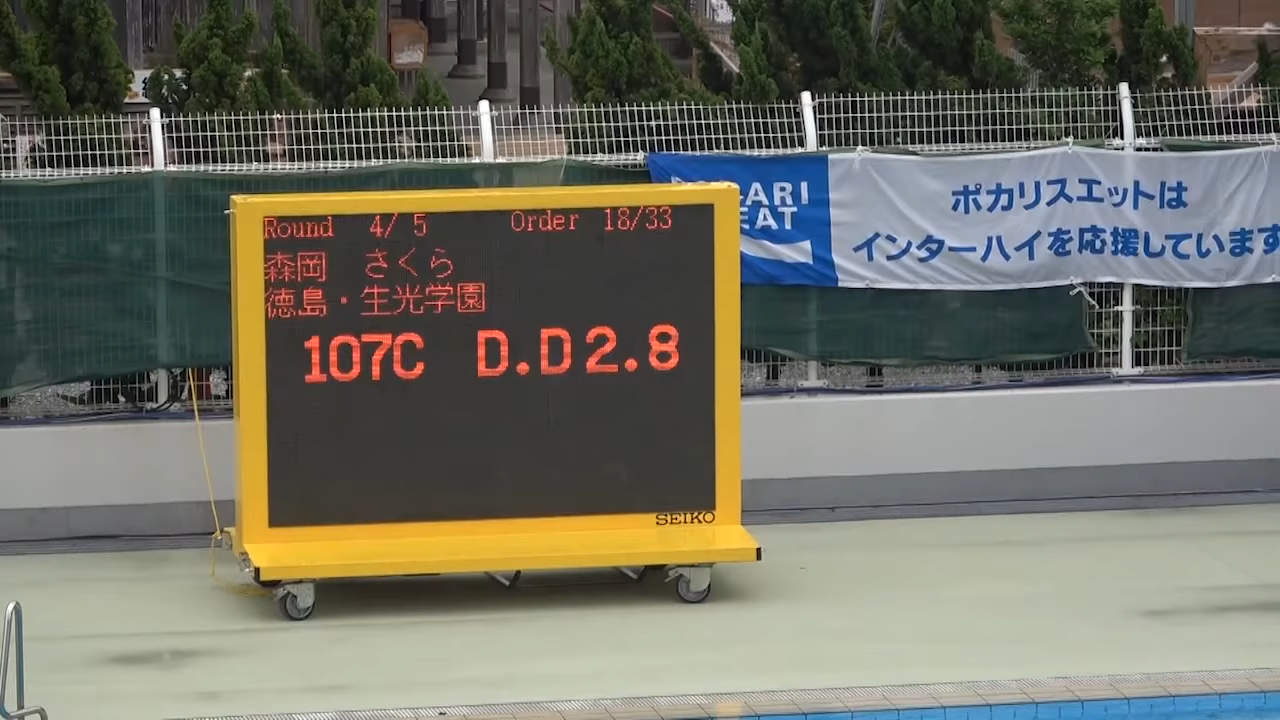 Round 4/ 5 Order 18/33
森岡 さくら
徳島・生光学園
107C D.D2.8
SEIKO
ARI
EAT
ポカリスエットは
インターハイを応援しています